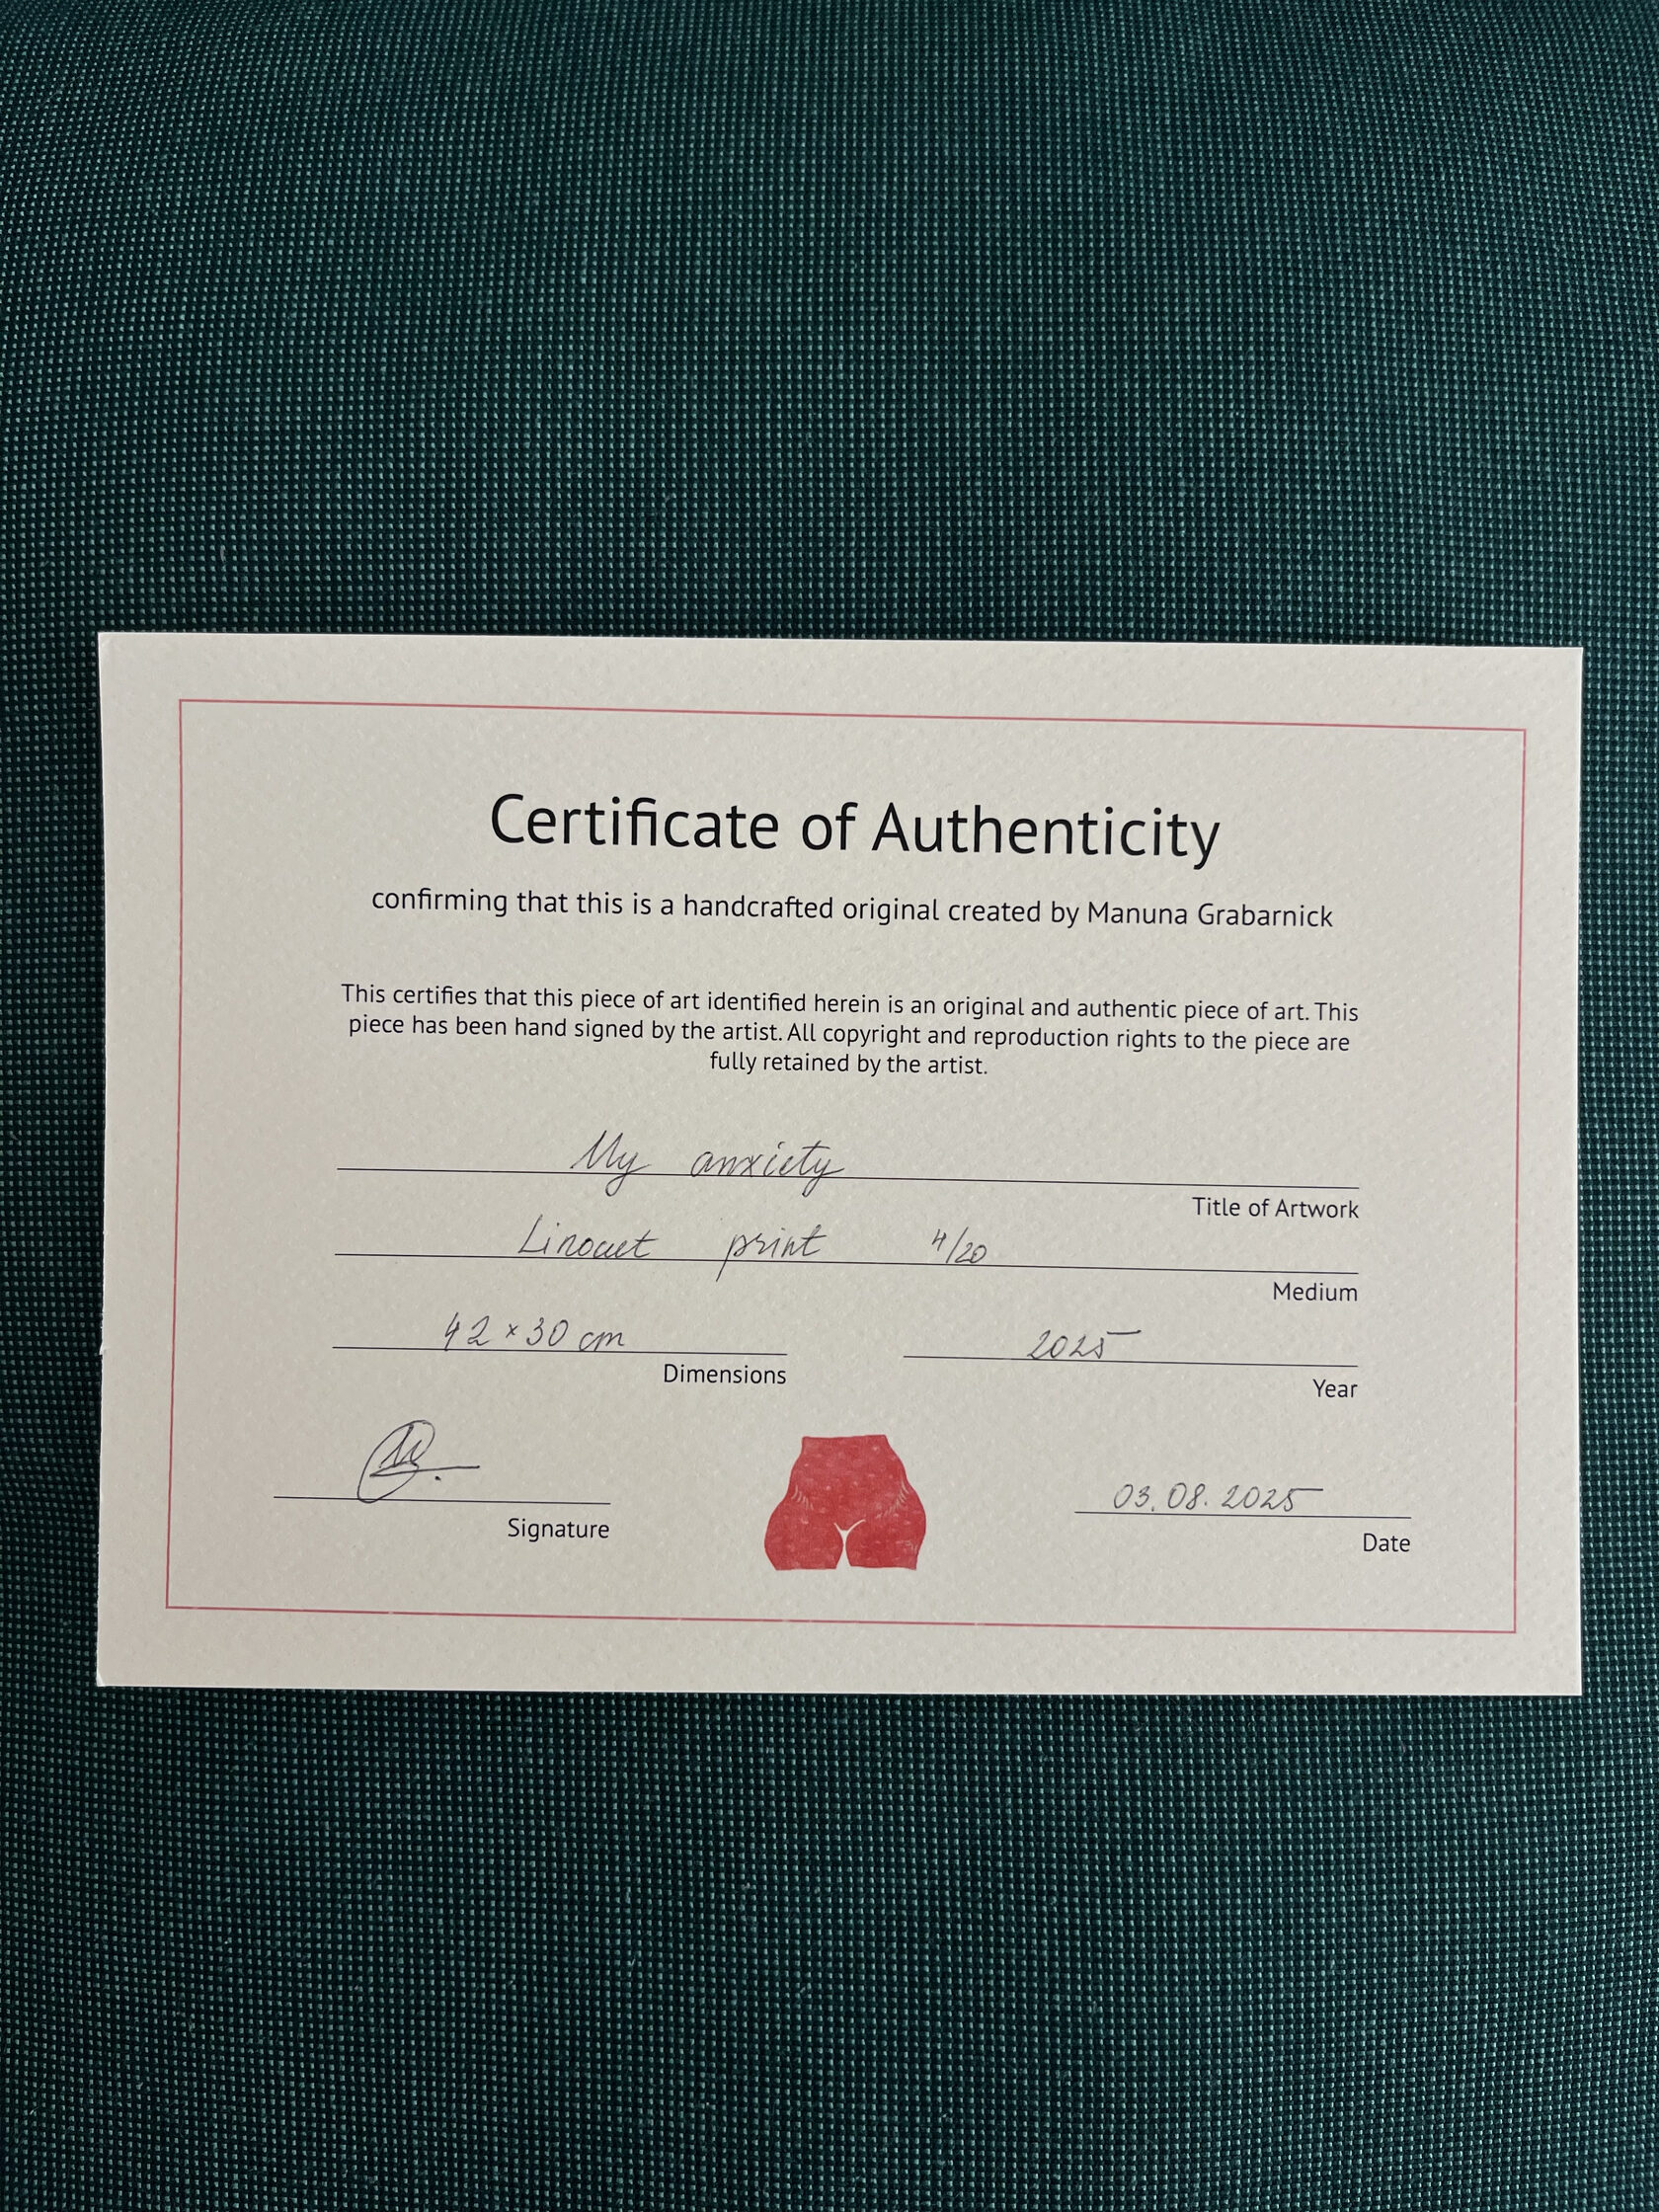 Certificate of Authenticity
confirming that this is a handcrafted original created by Manuna Grabarnick
This certifies that this piece of art identified herein is an original and authentic piece of art. This
piece has been hand signed by the artist. All copyright and reproduction rights to the piece are
fully retained by the artist.
My anxiety
Title of Artwork
Linocut print 4/20
Medium
42 × 30 cm
Dimensions
2025
Year
Signature
03.08.2025
Date